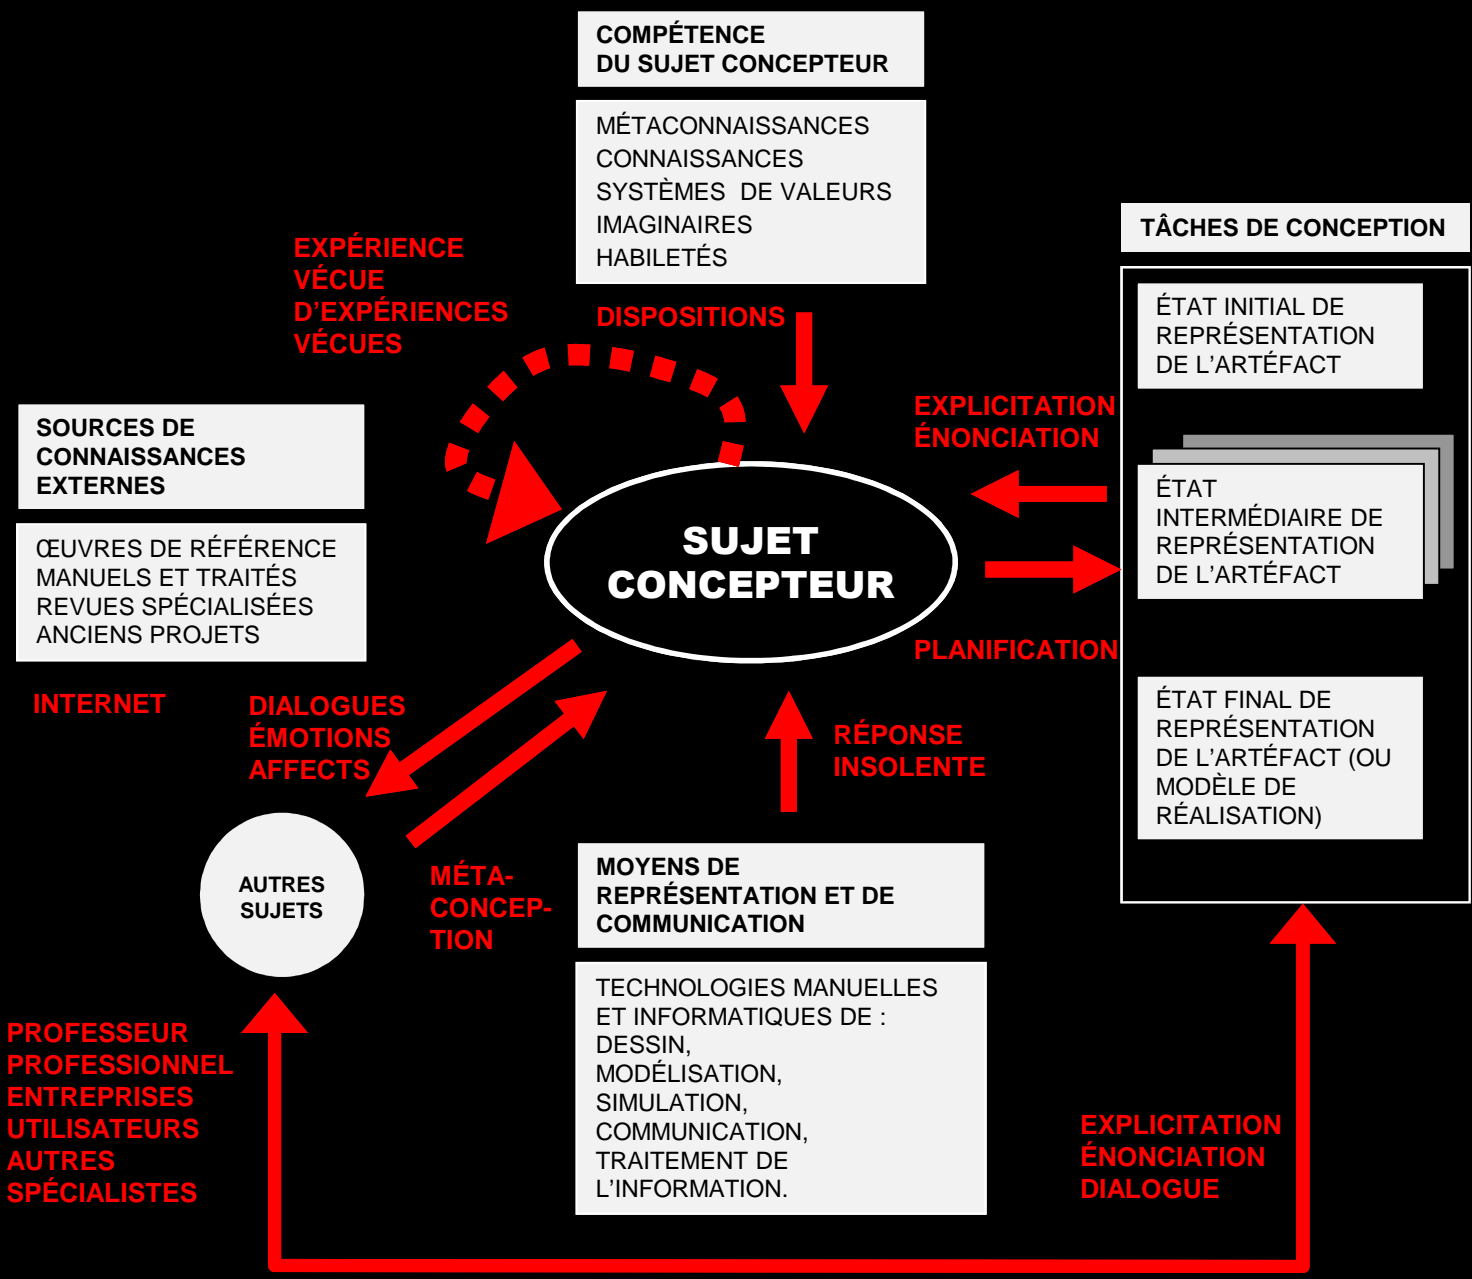 COMPÉTENCE
DU SUJET CONCEPTEUR
MÉTACONNAISSANCES
CONNAISSANCES
SYSTÈMES DE VALEURS
IMAGINAIRES
HABILETÉS
EXPÉRIENCE
VÉCUE
D'EXPÉRIENCES
VÉCUES
DISPOSITIONS
TÂCHES DE CONCEPTION
ÉTAT INITIAL DE
REPRÉSENTATION
DE L'ARTÉFACT
EXPLICITATION
ÉNONCIATION
ÉTAT
INTERMÉDIAIRE DE
REPRÉSENTATION
DE L'ARTÉFACT
PLANIFICATION
ÉTAT FINAL DE
REPRÉSENTATION
DE L'ARTÉFACT (OU
MODÈLE DE
RÉALISATION)
SOURCES DE
CONNAISSANCES
EXTERNES
ŒUVRES DE RÉFÉRENCE
MANUELS ET TRAITÉS
REVUES SPÉCIALISÉES
ANCIENS PROJETS
INTERNET
SUJET
CONCEPTEUR
DIALOGUES
ÉMOTIONS
AFFECTS
RÉPONSE
INSOLENTE
AUTRES
SUJETS
MÉTA-
CONCEP-
TION
MOYENS DE
REPRÉSENTATION ET DE
COMMUNICATION
TECHNOLOGIES MANUELLES
ET INFORMATIQUES DE :
DESSIN,
MODÉLISATION,
SIMULATION,
COMMUNICATION,
TRAITEMENT DE
L'INFORMATION.
PROFESSEUR
PROFESSIONNEL
ENTREPRISES
UTILISATEURS
AUTRES
SPÉCIALISTES
EXPLICITATION
ÉNONCIATION
DIALOGUE